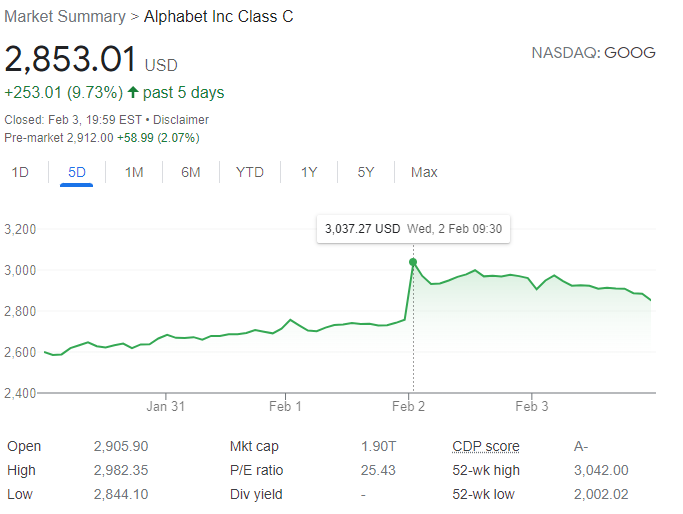 Market Summary > Alphabet Inc Class C
2,853.01 USD
NASDAQ: GOOG
+253.01 (9.73%) ↑ past 5 days
Closed: Feb 3, 19:59 EST • Disclaimer
Pre-market 2,912.00 +58.99 (2.07%)
1D 5D 1M 6M YTD 1Y 5Y Max
3,037.27 USD Wed, 2 Feb 09:30
3,200
3,000
2,800
2,600
2,400
Jan 31 Feb 1 Feb 2 Feb 3
Open 2,905.90 Mkt cap 1.90T CDP score A-
High 2,982.35 P/E ratio 25.43 52-wk high 3,042.00
Low 2,844.10 Div yield - 52-wk low 2,002.02